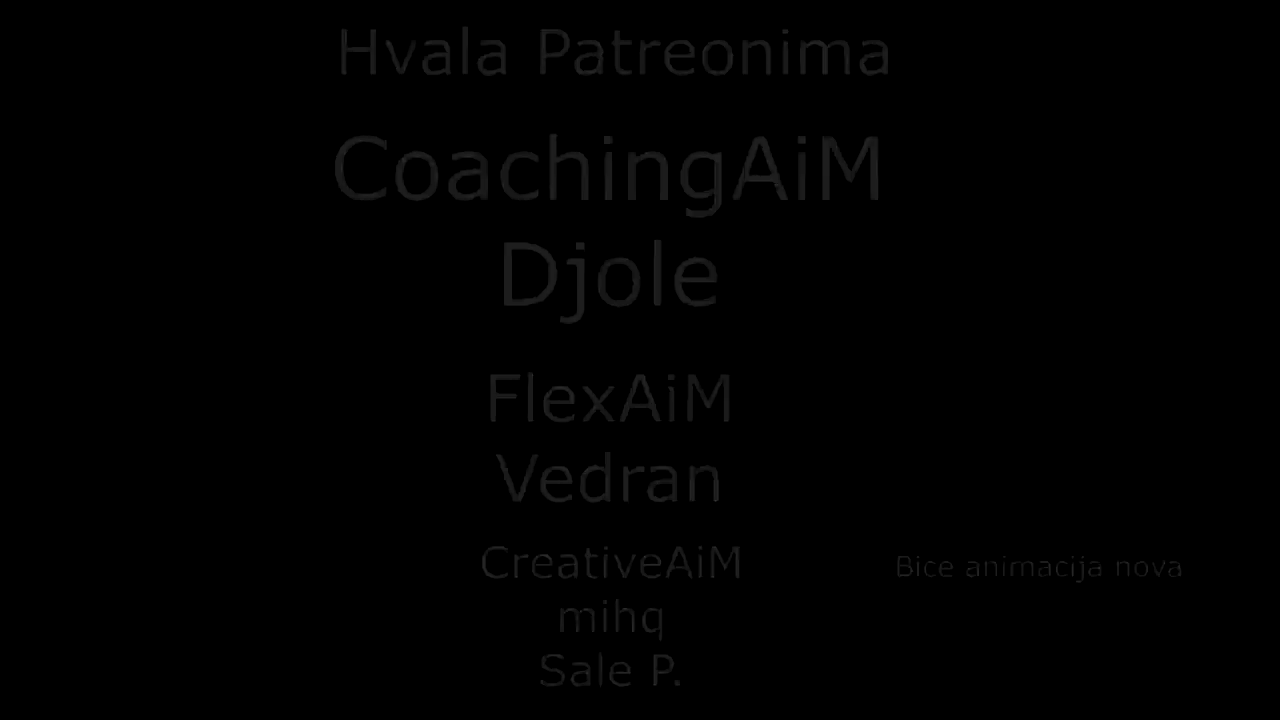 Hvala Patreonima
CoachingAiM
Djole
FlexAiM
Vedran
CreativeAiM
mihq
Sale P.
Bice animacija nova